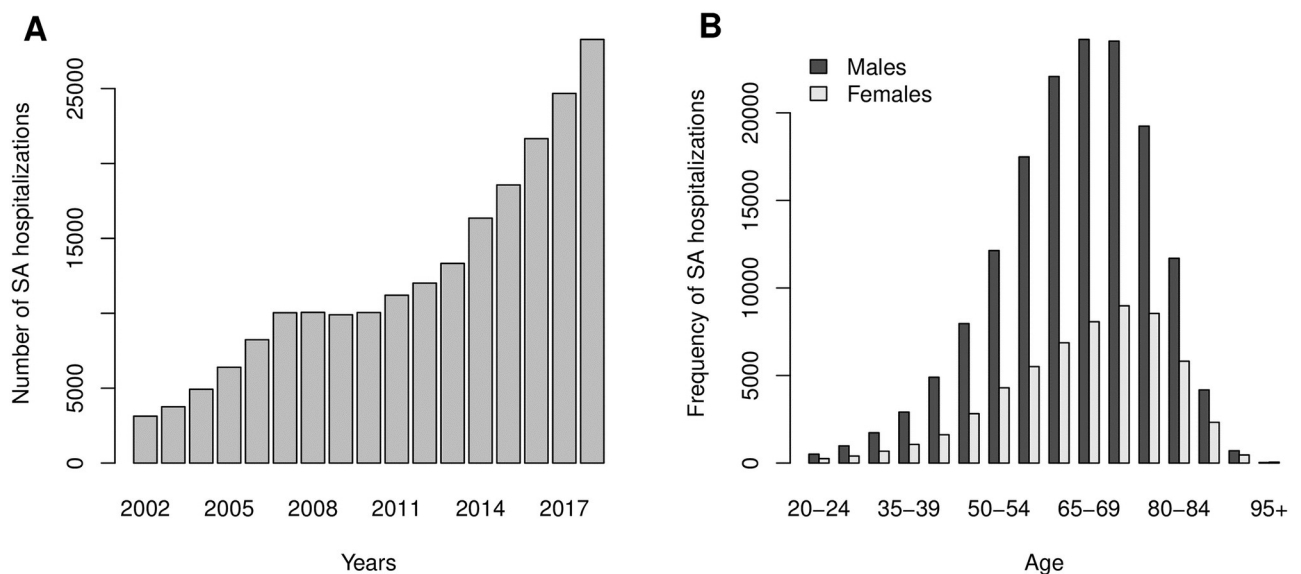 A
Number of SA hospitalizations
25000
15000
5000
0
2002 2005 2008 2011 2014 2017
Years
B
Males
Females
Frequency of SA hospitalizations
20000
15000
10000
5000
0
20−24 35−39 50−54 65−69 80−84 95+
Age